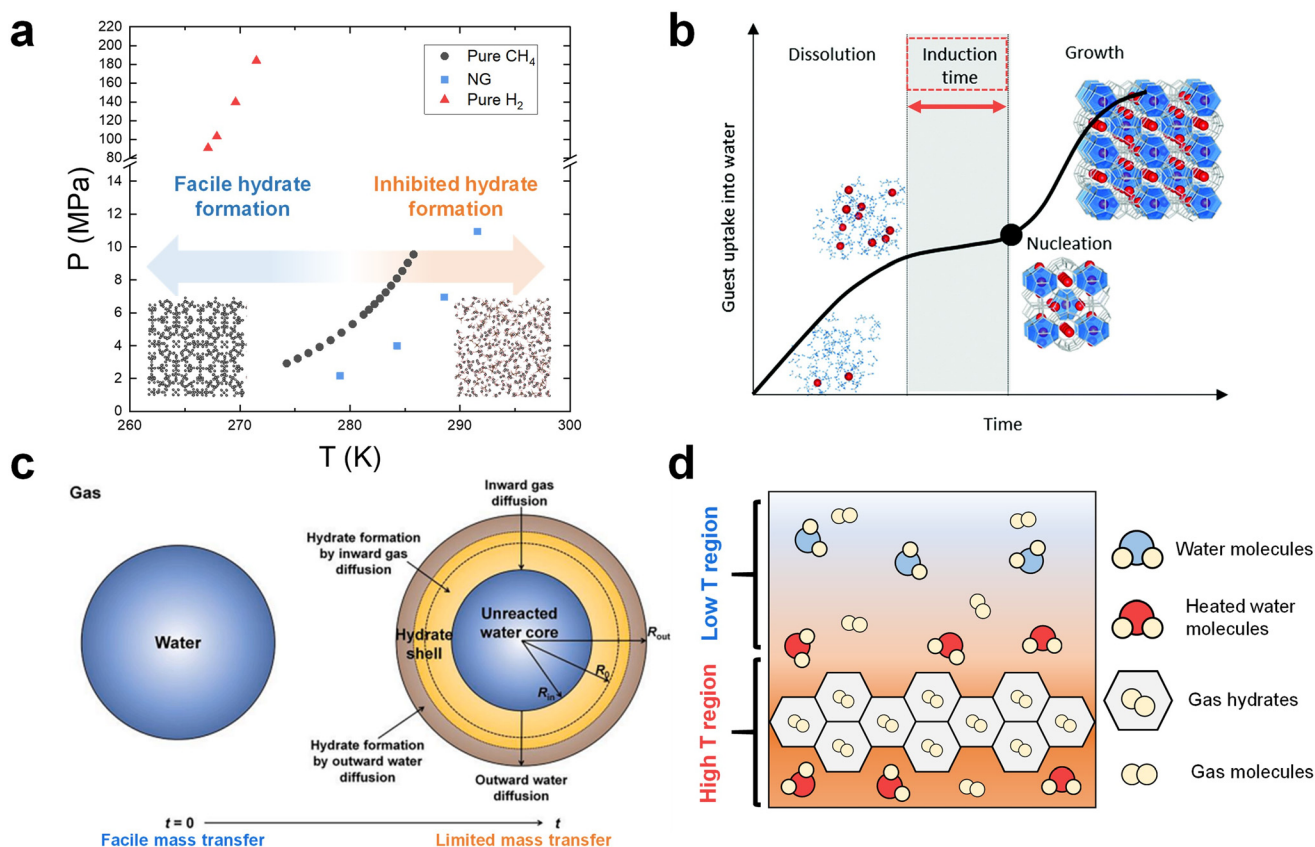 a
P (MPa)
220
200
180
160
140
120
100
80
14
12
10
8
6
4
2
0
Pure CH4
NG
Pure H2
Facile hydrate
formation
Inhibited hydrate
formation
260
270
280
290
300
T (K)
b
Guest uptake into water
Dissolution
Induction
time
Growth
Nucleation
Time
c
Gas
Water
Inward gas
diffusion
Hydrate formation
by inward gas
diffusion
Unreacted
water core
Hydrate
shell
Rout
R0
Rin
Hydrate formation
by outward water
diffusion
Outward water
diffusion
t = 0
t
Facile mass transfer
Limited mass transfer
d
Low T region
High T region
Water molecules
Heated water
molecules
Gas hydrates
Gas molecules